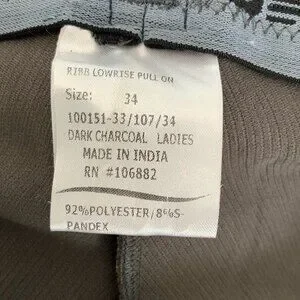 RIBB LOWRISE PULL ON
Size: 34
100151-33/107/34
DARK CHARCOAL LADIES
MADE IN INDIA
RN #106882
92%POLYESTER/8%S-
PANDEX